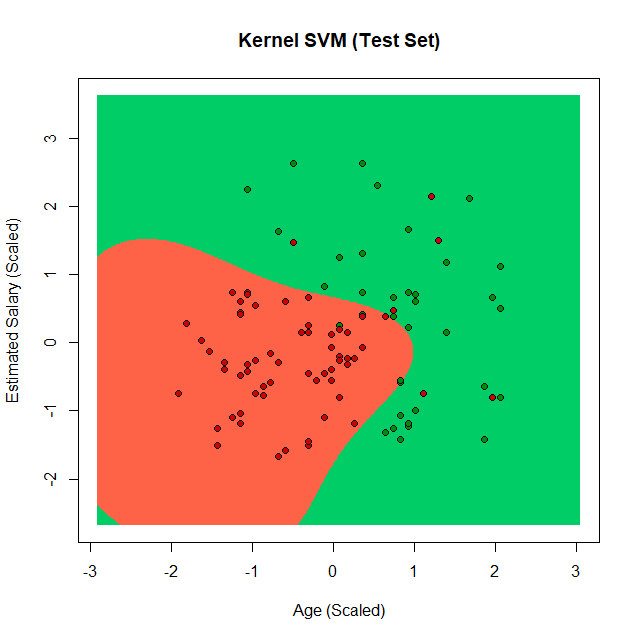 Kernel SVM (Test Set)
3
2
1
0
-1
-2
Estimated Salary (Scaled)
-3 -2 -1 0 1 2 3
Age (Scaled)